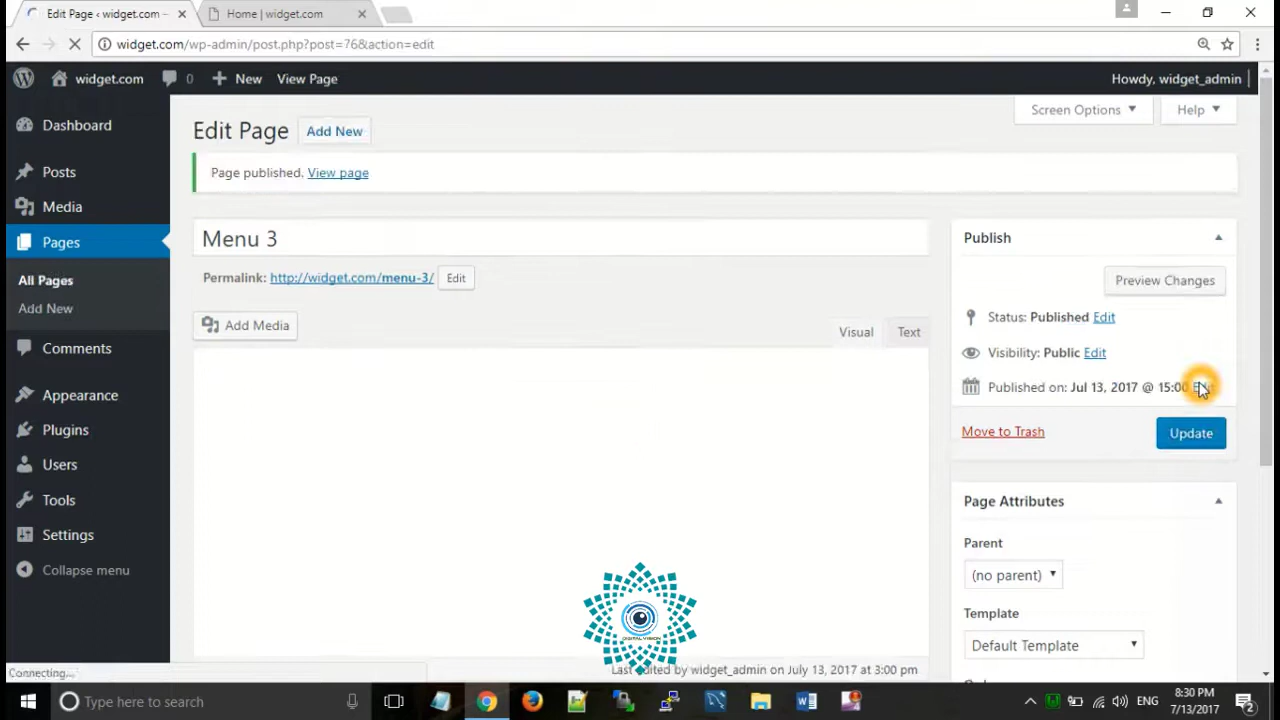 Edit Page ‹ widget.com –
Home | widget.com
widget.com/wp-admin/post.php?post=76&action=edit
widget.com
0
New
View Page
Howdy, widget_admin
Dashboard
Posts
Media
Pages
All Pages
Add New
Comments
Appearance
Plugins
Users
Tools
Settings
Collapse menu
Screen Options
Help
Edit Page
Add New
Page published. View page
Menu 3
Permalink: http://widget.com/menu-3/
Edit
Add Media
Visual
Text
Publish
Preview Changes
Status: Published Edit
Visibility: Public Edit
Published on: Jul 13, 2017 @ 15:00
Move to Trash
Update
Page Attributes
Parent
(no parent)
Template
Default Template
DIGITAL VISION
Last edited by widget_admin on July 13, 2017 at 3:00 pm
Connecting...
Type here to search
ENG
8:30 PM
7/13/2017
2